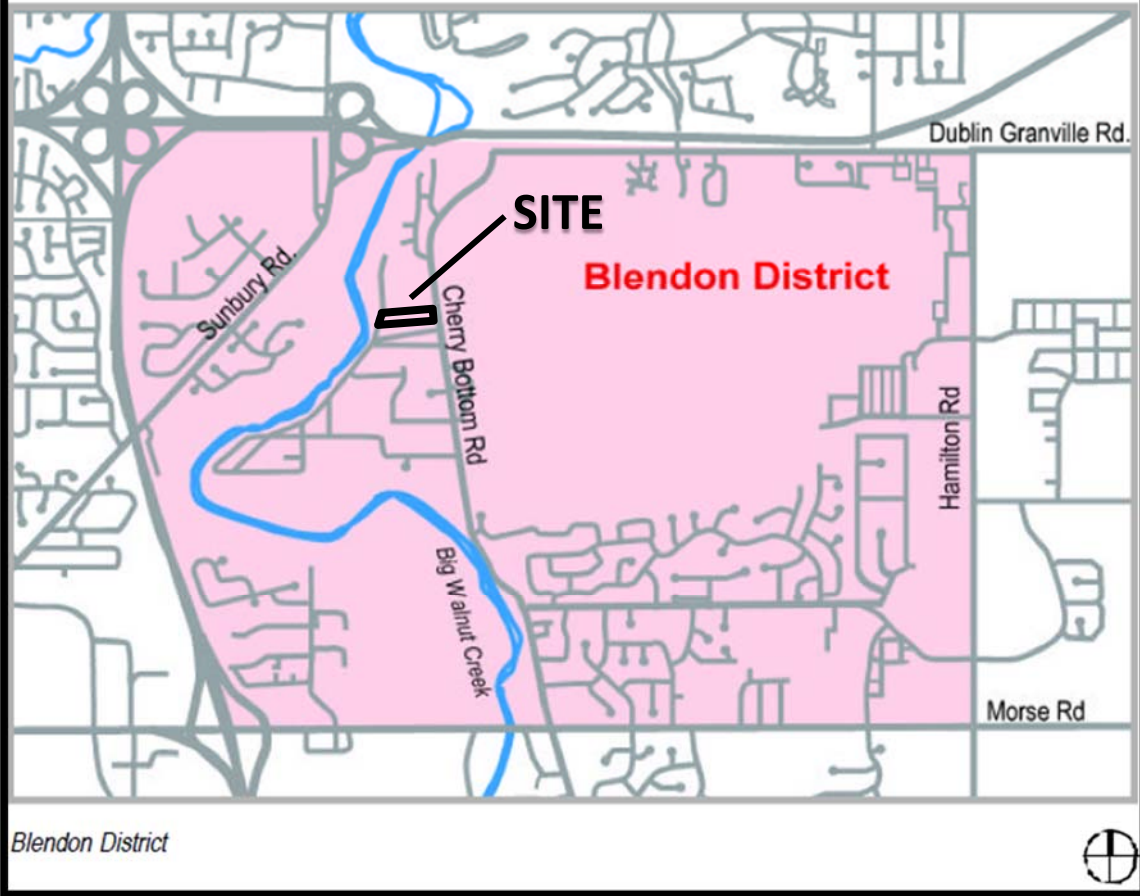 Dublin Granville Rd.
SITE
Sunbury Rd.
Blendon District
Cherry Bottom Rd
Hamilton Rd
Big Walnut Creek
Morse Rd
Blendon District